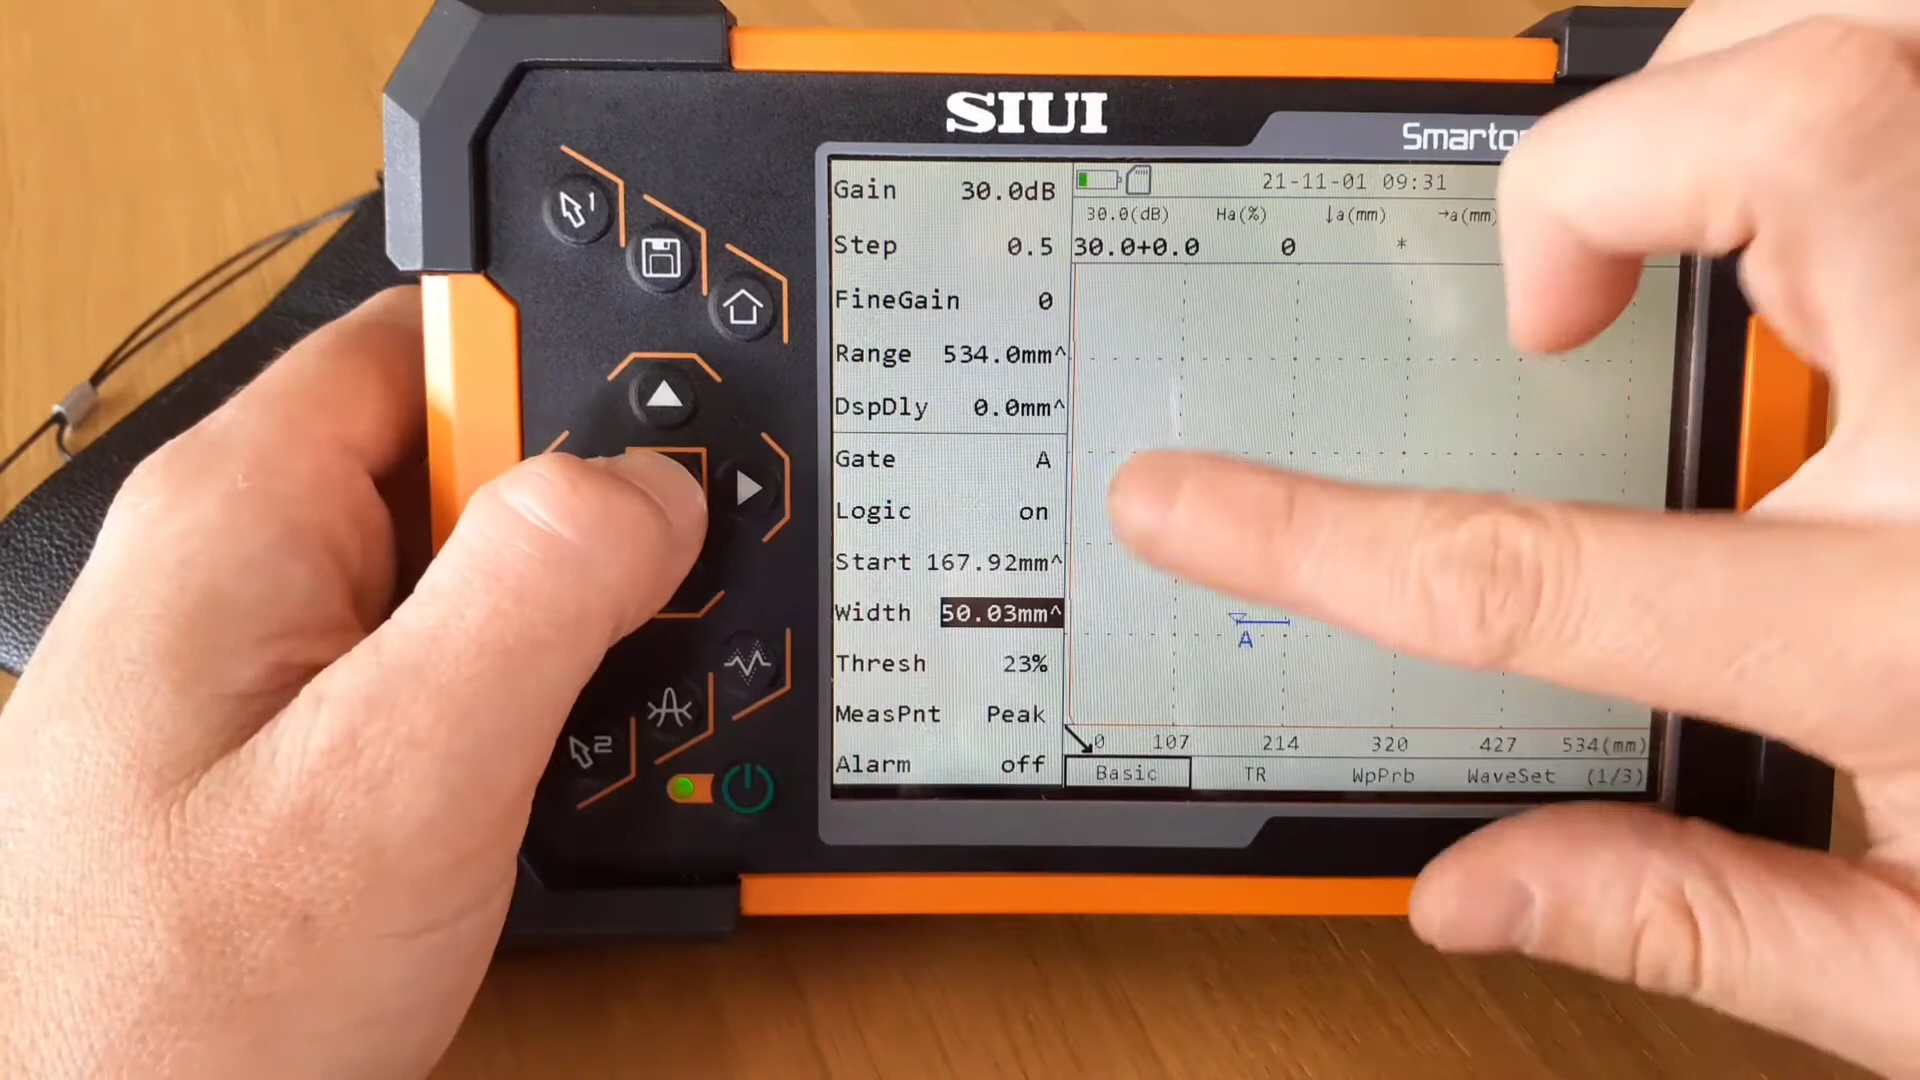 SIUI
Smarto
Gain 30.0dB
Step 0.5
FineGain 0
Range 534.0mm^
DspDly 0.0mm^
Gate A
Logic on
Start 167.92mm^
Width 50.03mm^
Thresh 23%
MeasPnt Peak
Alarm off
21-11-01 09:31
30.0(dB) Ha(%) ↓a(mm) →a(mm)
30.0+0.0 0 *
A
0 107 214 320 427 534(mm)
Basic TR WpPrb WaveSet (1/3)
1
2